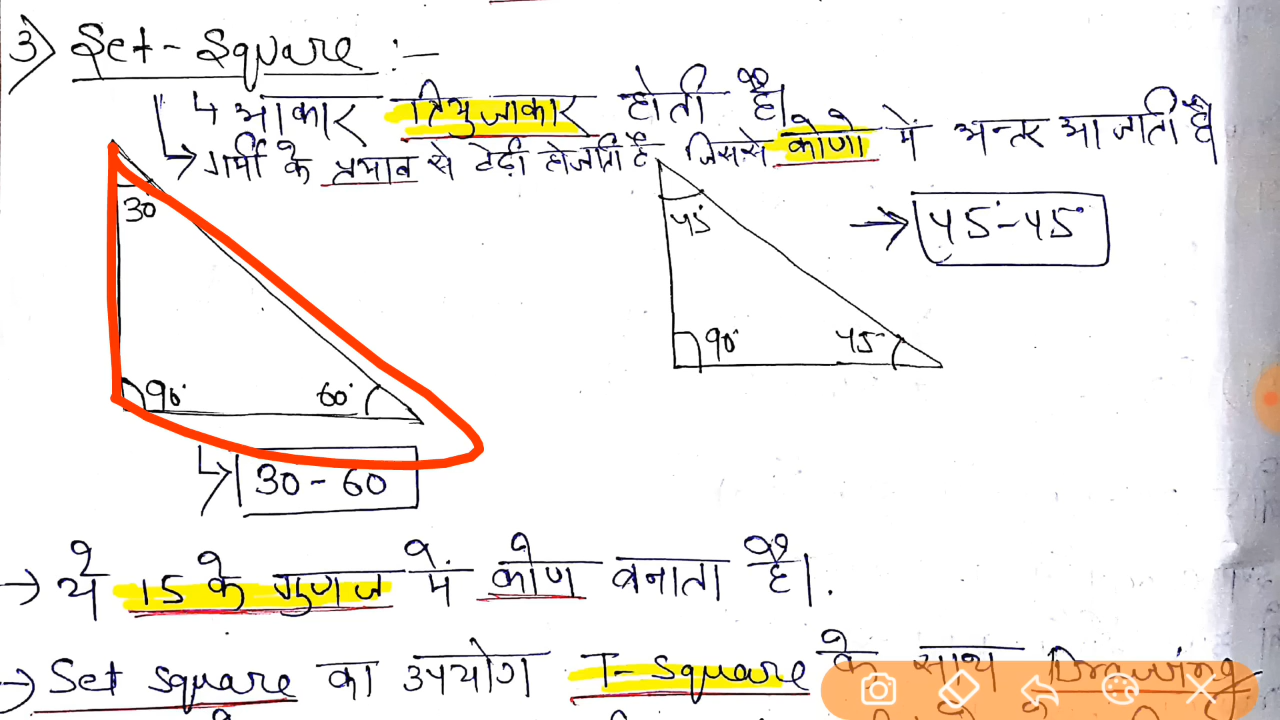 3) Set-Square :-
↳ आकार त्रिभुजाकार होती है।
→ गर्मी के प्रभाव से टेढ़ी होजाती है जिससे कोणो में अन्तर आ जाती है
30
90°
60°
→ 30-60
45°
90°
45°
→ 45°-45°
→ ये 15 के गुणज में कोण बनाता है।
→ Set square का उपयोग T-square के साथ Drawing